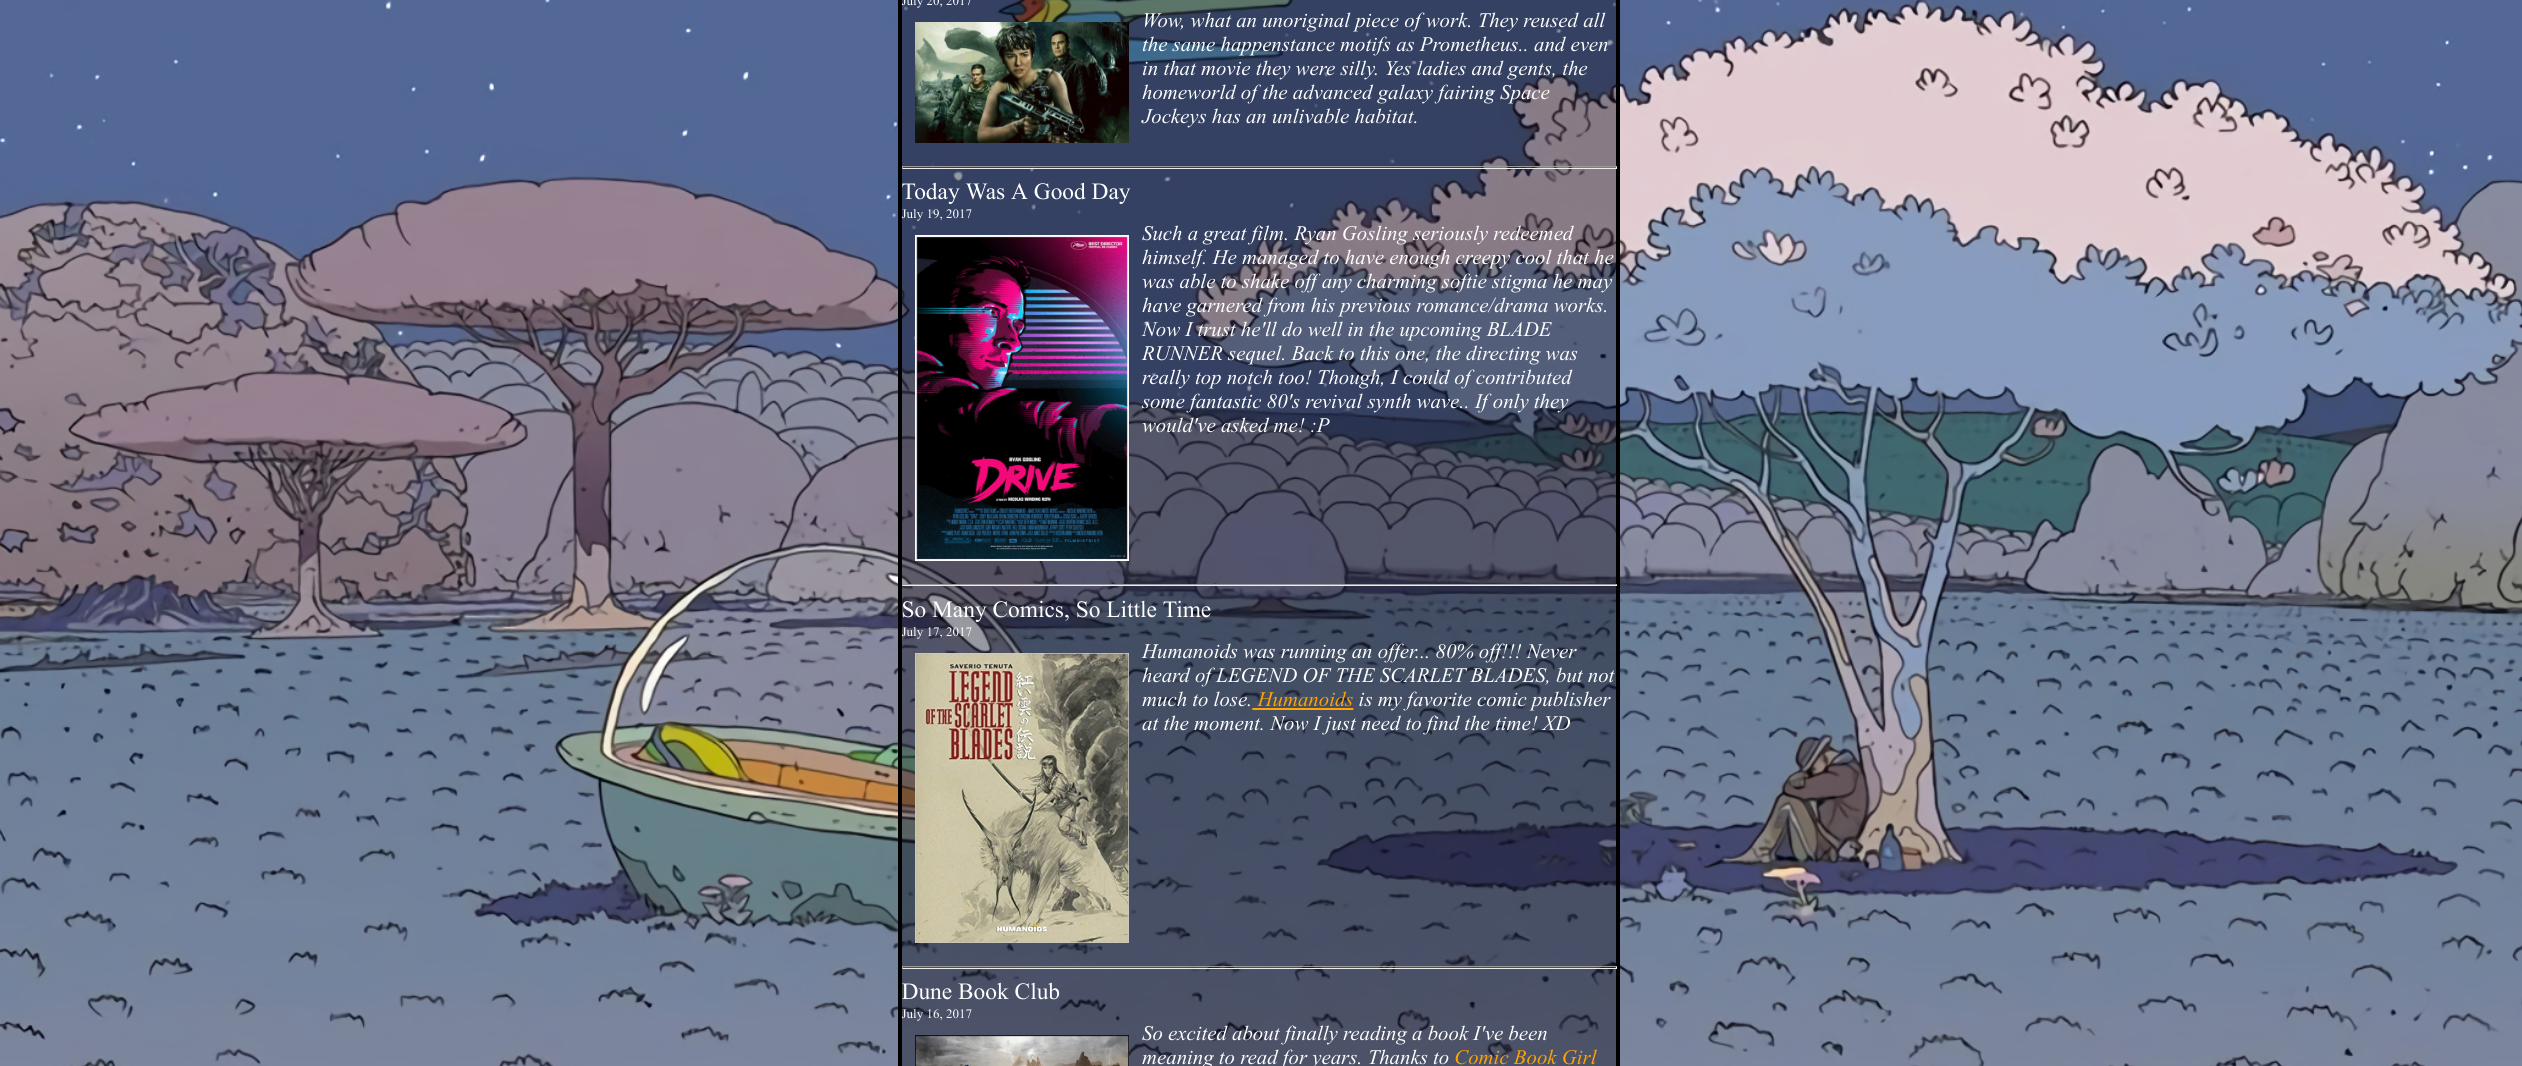 July 20, 2017
Wow, what an unoriginal piece of work. They reused all
the same happenstance motifs as Prometheus.. and even
in that movie they were silly. Yes ladies and gents, the
homeworld of the advanced galaxy fairing Space
Jockeys has an unlivable habitat.
Today Was A Good Day
July 19, 2017
BEST DIRECTOR
RYAN GOSLING
DRIVE
A FILM BY NICOLAS WINDING REFN
FILMDISTRICT
Such a great film. Ryan Gosling seriously redeemed
himself. He managed to have enough creepy cool that he
was able to shake off any charming softie stigma he may
have garnered from his previous romance/drama works.
Now I trust he'll do well in the upcoming BLADE
RUNNER sequel. Back to this one, the directing was
really top notch too! Though, I could of contributed
some fantastic 80's revival synth wave.. If only they
would've asked me! :P
So Many Comics, So Little Time
July 17, 2017
SAVERIO TENUTA
LEGEND
OF THE SCARLET
BLADES
HUMANOIDS
Humanoids was running an offer... 80% off!!! Never
heard of LEGEND OF THE SCARLET BLADES, but not
much to lose. Humanoids is my favorite comic publisher
at the moment. Now I just need to find the time! XD
Dune Book Club
July 16, 2017
So excited about finally reading a book I've been
meaning to read for years. Thanks to Comic Book Girl